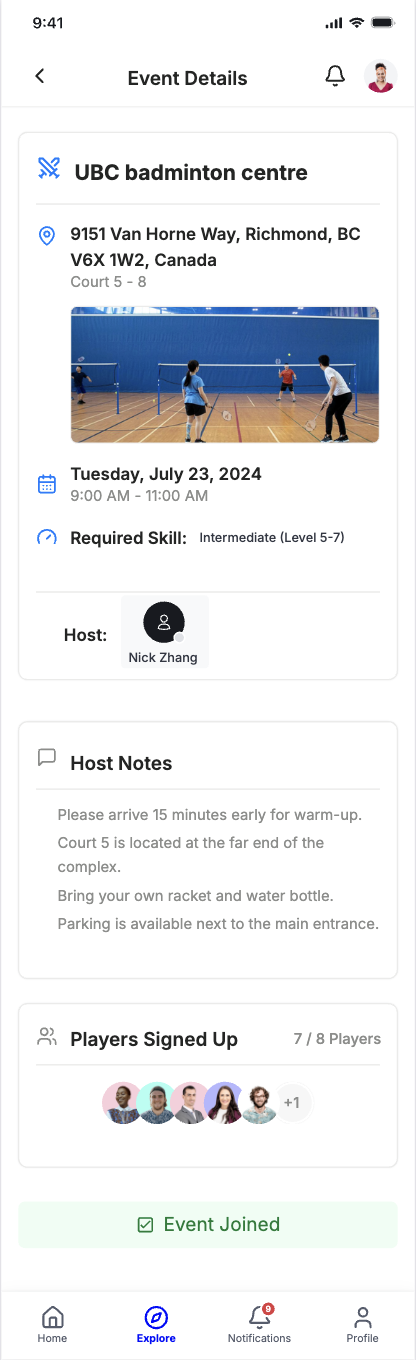 9:41
Event Details
UBC badminton centre
9151 Van Horne Way, Richmond, BC
V6X 1W2, Canada
Court 5 - 8
Tuesday, July 23, 2024
9:00 AM - 11:00 AM
Required Skill: Intermediate (Level 5-7)
Host:
Nick Zhang
Host Notes
Please arrive 15 minutes early for warm-up.
Court 5 is located at the far end of the
complex.
Bring your own racket and water bottle.
Parking is available next to the main entrance.
Players Signed Up 7 / 8 Players
+1
Event Joined
9
Home Explore Notifications Profile